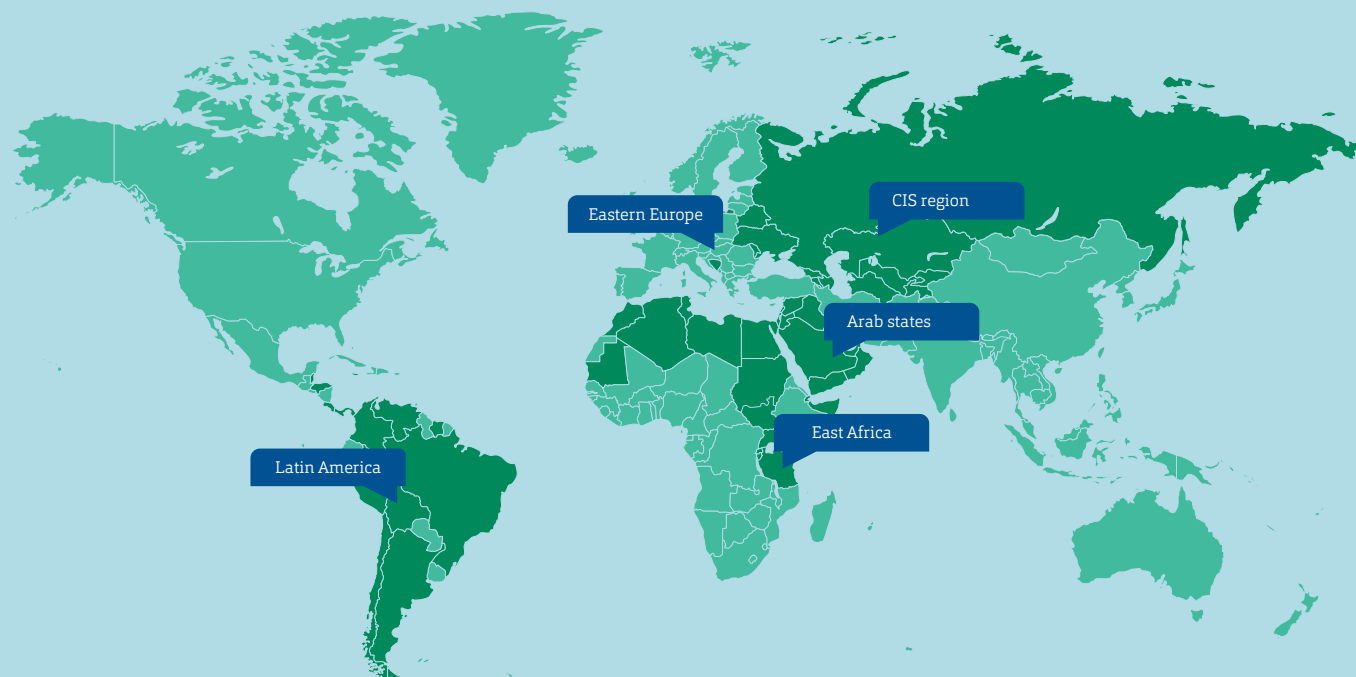 CIS region
Eastern Europe
Arab states
East Africa
Latin America